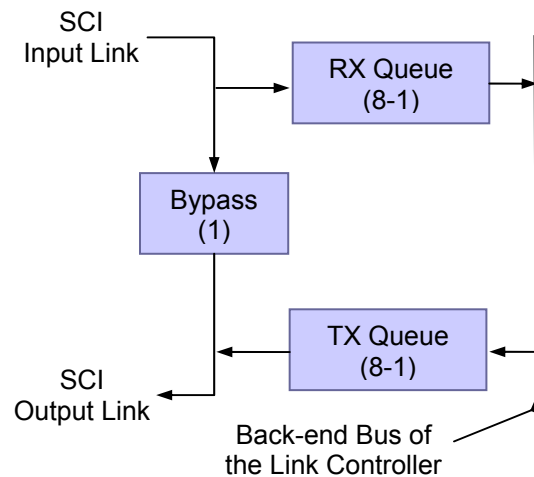 SCI
Input Link
RX Queue
(8-1)
Bypass
(1)
TX Queue
(8-1)
SCI
Output Link
Back-end Bus of
the Link Controller